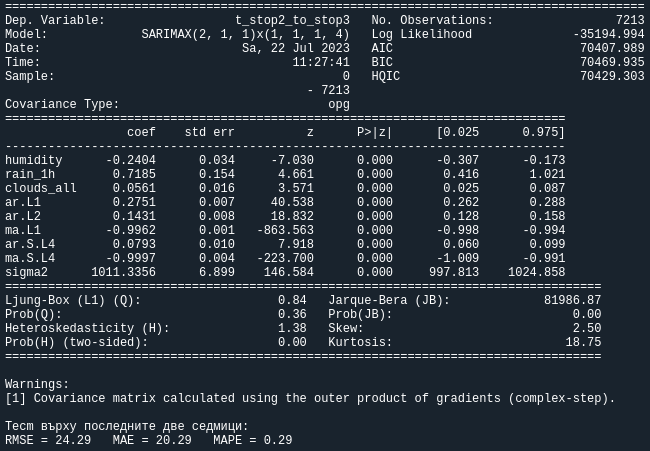 ==========================================================================================
Dep. Variable:                  t_stop2_to_stop3   No. Observations:                 7213
Model:             SARIMAX(2, 1, 1)x(1, 1, 1, 4)   Log Likelihood              -35194.994
Date:                            Sa, 22 Jul 2023   AIC                          70407.989
Time:                                   11:27:41   BIC                          70469.935
Sample:                                        0   HQIC                         70429.303
                                          - 7213
Covariance Type:                             opg
==============================================================================
                 coef    std err          z      P>|z|      [0.025      0.975]
------------------------------------------------------------------------------
humidity      -0.2404      0.034     -7.030      0.000      -0.307      -0.173
rain_1h        0.7185      0.154      4.661      0.000       0.416       1.021
clouds_all     0.0561      0.016      3.571      0.000       0.025       0.087
ar.L1          0.2751      0.007     40.538      0.000       0.262       0.288
ar.L2          0.1431      0.008     18.832      0.000       0.128       0.158
ma.L1         -0.9962      0.001   -863.563      0.000      -0.998      -0.994
ar.S.L4        0.0793      0.010      7.918      0.000       0.060       0.099
ma.S.L4       -0.9997      0.004   -223.700      0.000      -1.009      -0.991
sigma2      1011.3356      6.899    146.584      0.000     997.813    1024.858
===================================================================================
Ljung-Box (L1) (Q):                   0.84   Jarque-Bera (JB):             81986.87
Prob(Q):                              0.36   Prob(JB):                         0.00
Heteroskedasticity (H):               1.38   Skew:                             2.50
Prob(H) (two-sided):                  0.00   Kurtosis:                        18.75
===================================================================================
Warnings:
[1] Covariance matrix calculated using the outer product of gradients (complex-step).
Тест върху последните две седмици:
RMSE = 24.29   MAE = 20.29   MAPE = 0.29